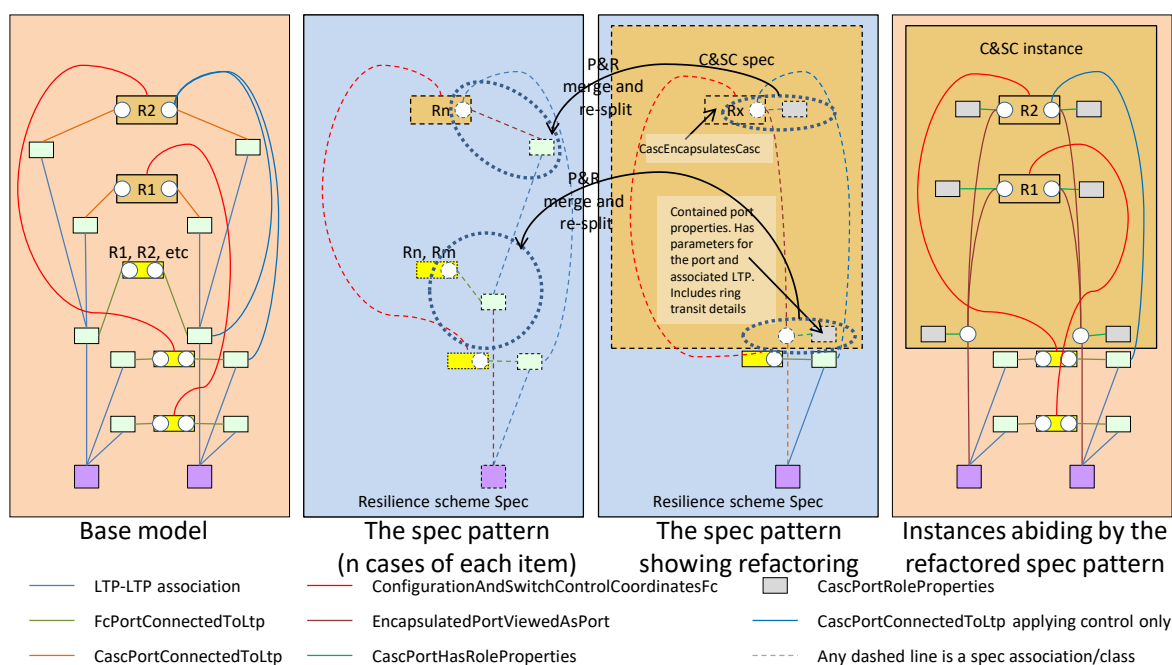 R2
R1
R1, R2, etc
Base model
P&R
merge and
re-split
Rn
P&R
merge and
re-split
Rn, Rm
Resilience scheme Spec
The spec pattern
(n cases of each item)
C&SC spec
Rx
CascEncapsulatesCasc
Contained port
properties. Has
parameters for
the port and
associated LTP.
Includes ring
transit details
Resilience scheme Spec
The spec pattern
showing refactoring
C&SC instance
R2
R1
Instances abiding by the
refactored spec pattern
LTP-LTP association
FcPortConnectedToLtp
CascPortConnectedToLtp
ConfigurationAndSwitchControlCoordinatesFc
EncapsulatedPortViewedAsPort
CascPortHasRoleProperties
CascPortRoleProperties
CascPortConnectedToLtp applying control only
Any dashed line is a spec association/class